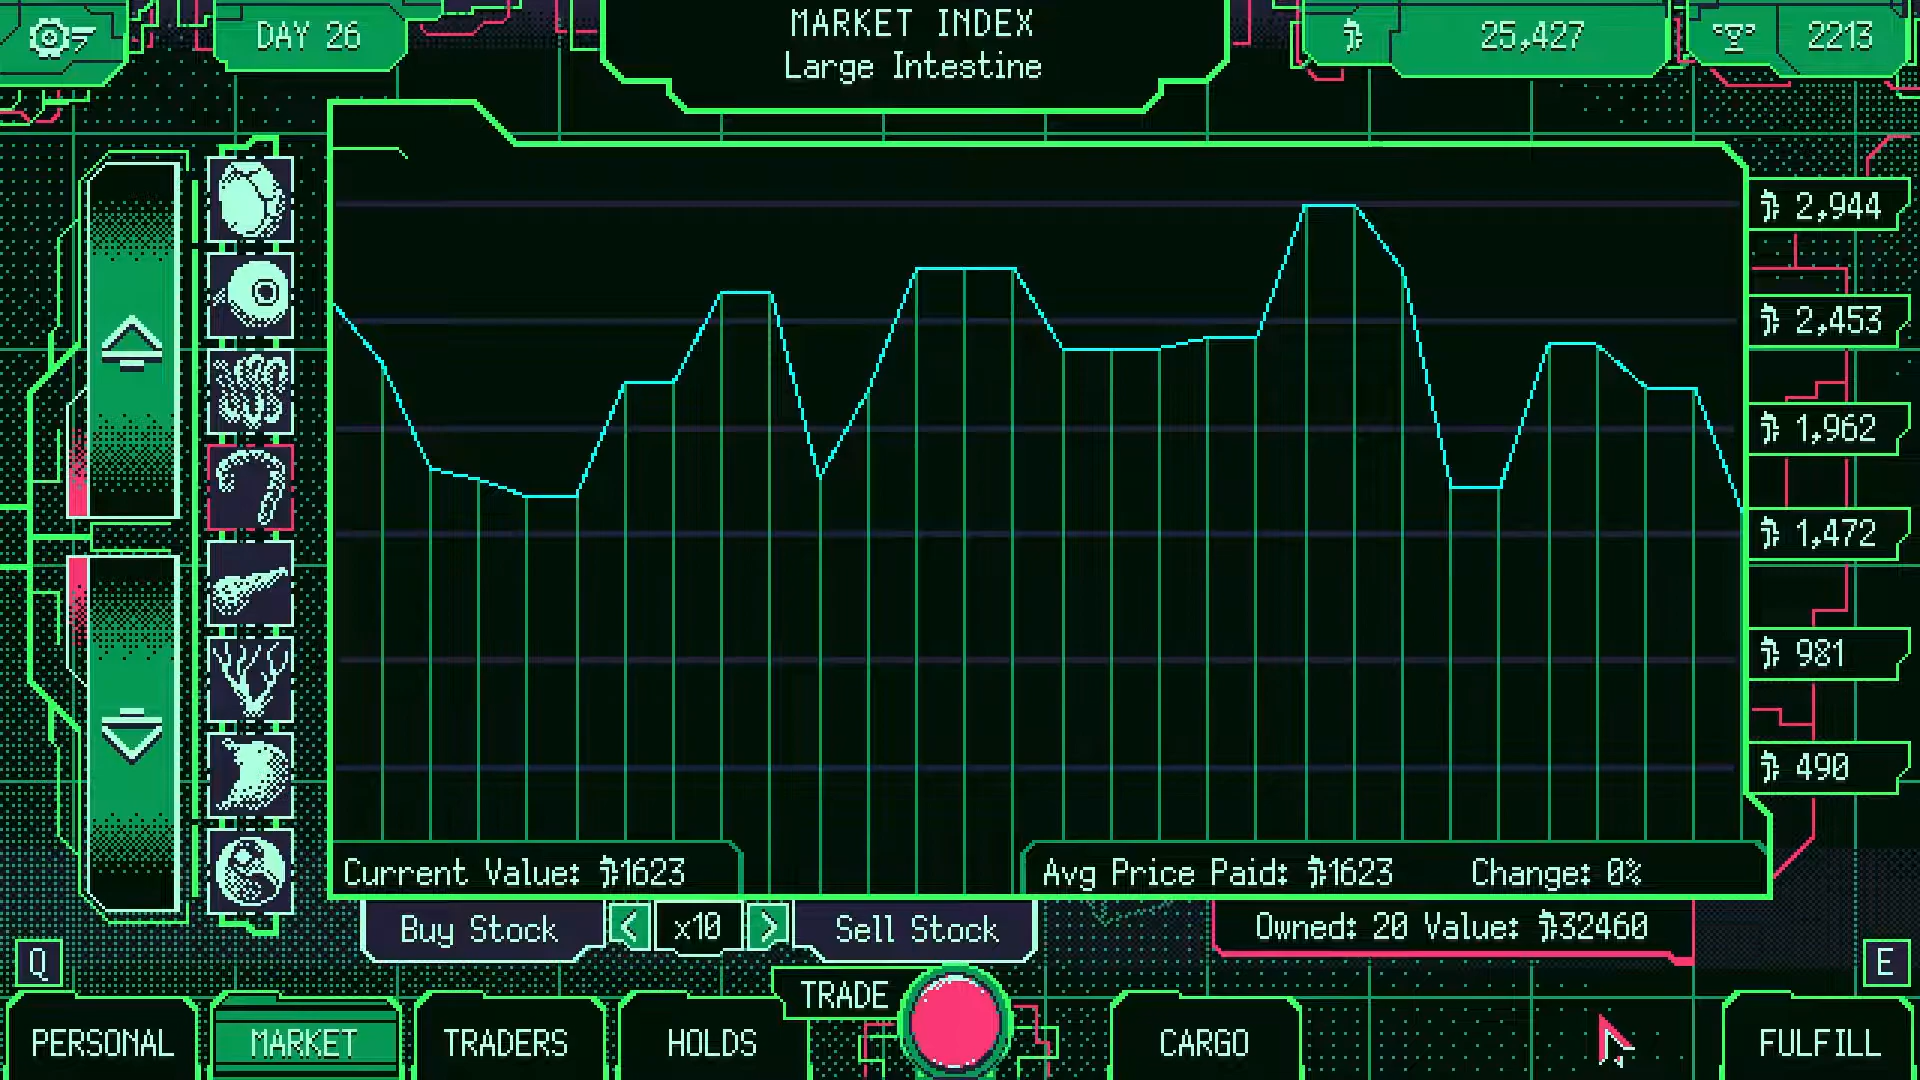 DAY 26
MARKET INDEX
Large Intestine
25,427
2213
2,944
2,453
1,962
1,472
981
490
Current Value: 1623
Avg Price Paid: 1623 Change: 0%
Buy Stock < x10 > Sell Stock
Owned: 20 Value: 32460
Q
E
TRADE
PERSONAL MARKET TRADERS HOLDS CARGO FULFILL